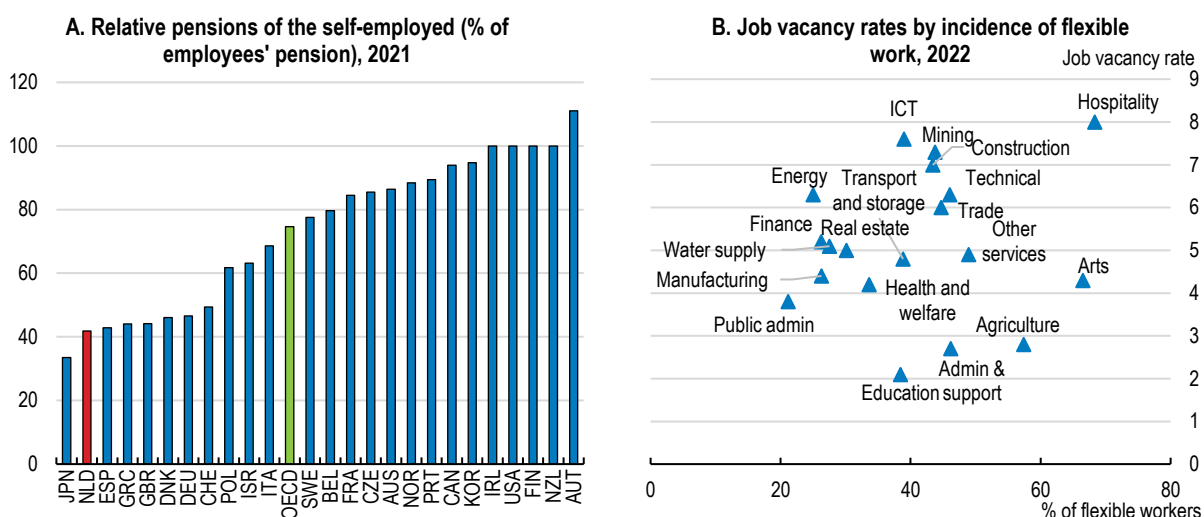 A. Relative pensions of the self-employed (% of
employees' pension), 2021
120
100
80
60
40
20
0
JPN
NLD
ESP
GRC
GBR
DNK
DEU
CHE
POL
ISR
ITA
OECD
SWE
BEL
FRA
CZE
AUS
NOR
PRT
CAN
KOR
IRL
USA
FIN
NZL
AUT
B. Job vacancy rates by incidence of flexible
work, 2022
Job vacancy rate
9
8
7
6
5
4
3
2
1
0
Hospitality
ICT
Mining
Construction
Energy
Transport
and storage
Technical
Trade
Finance
Real estate
Other
services
Water supply
Manufacturing
Arts
Health and
welfare
Public admin
Agriculture
Admin &
Education support
0
20
40
60
80
% of flexible workers